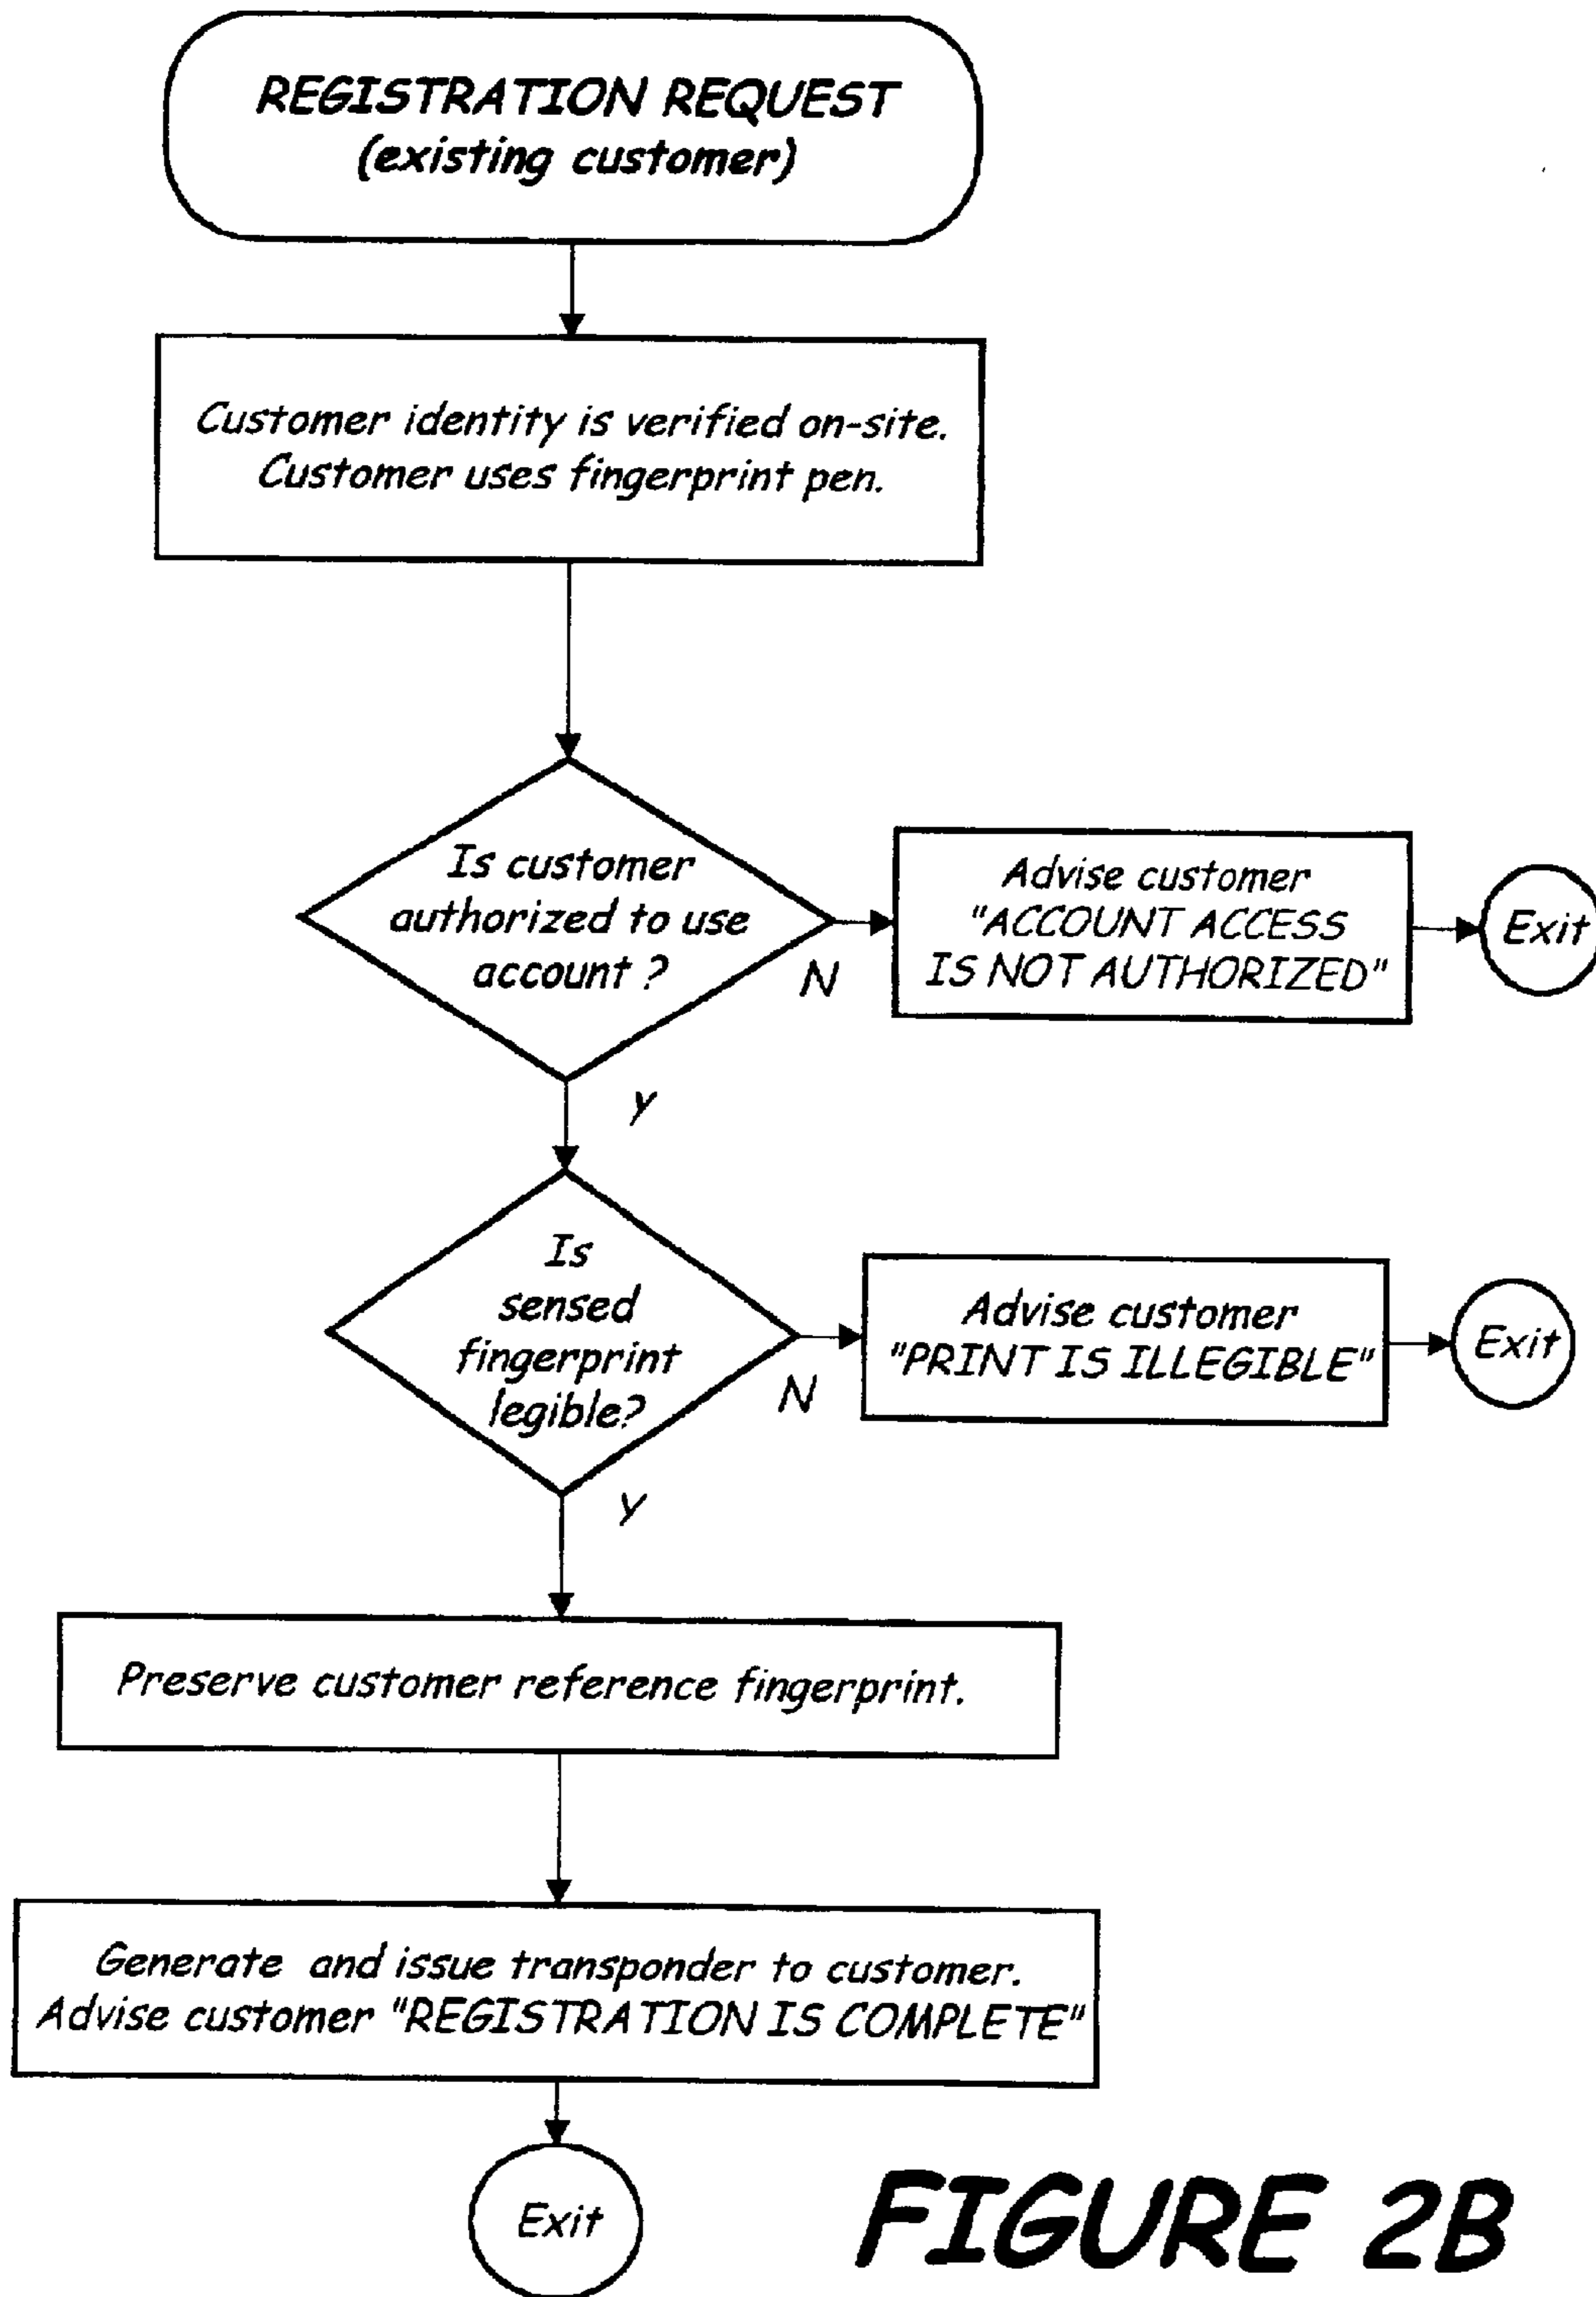 REGISTRATION REQUEST
(existing customer)
Customer identity is verified on-site.
Customer uses fingerprint pen.
Is customer
authorized to use
account ?
N
Advise customer
"ACCOUNT ACCESS
IS NOT AUTHORIZED"
Exit
Y
Is
sensed
fingerprint
legible?
N
Advise customer
"PRINT IS ILLEGIBLE"
Exit
Y
Preserve customer reference fingerprint.
Generate and issue transponder to customer.
Advise customer "REGISTRATION IS COMPLETE"
Exit
FIGURE 2B